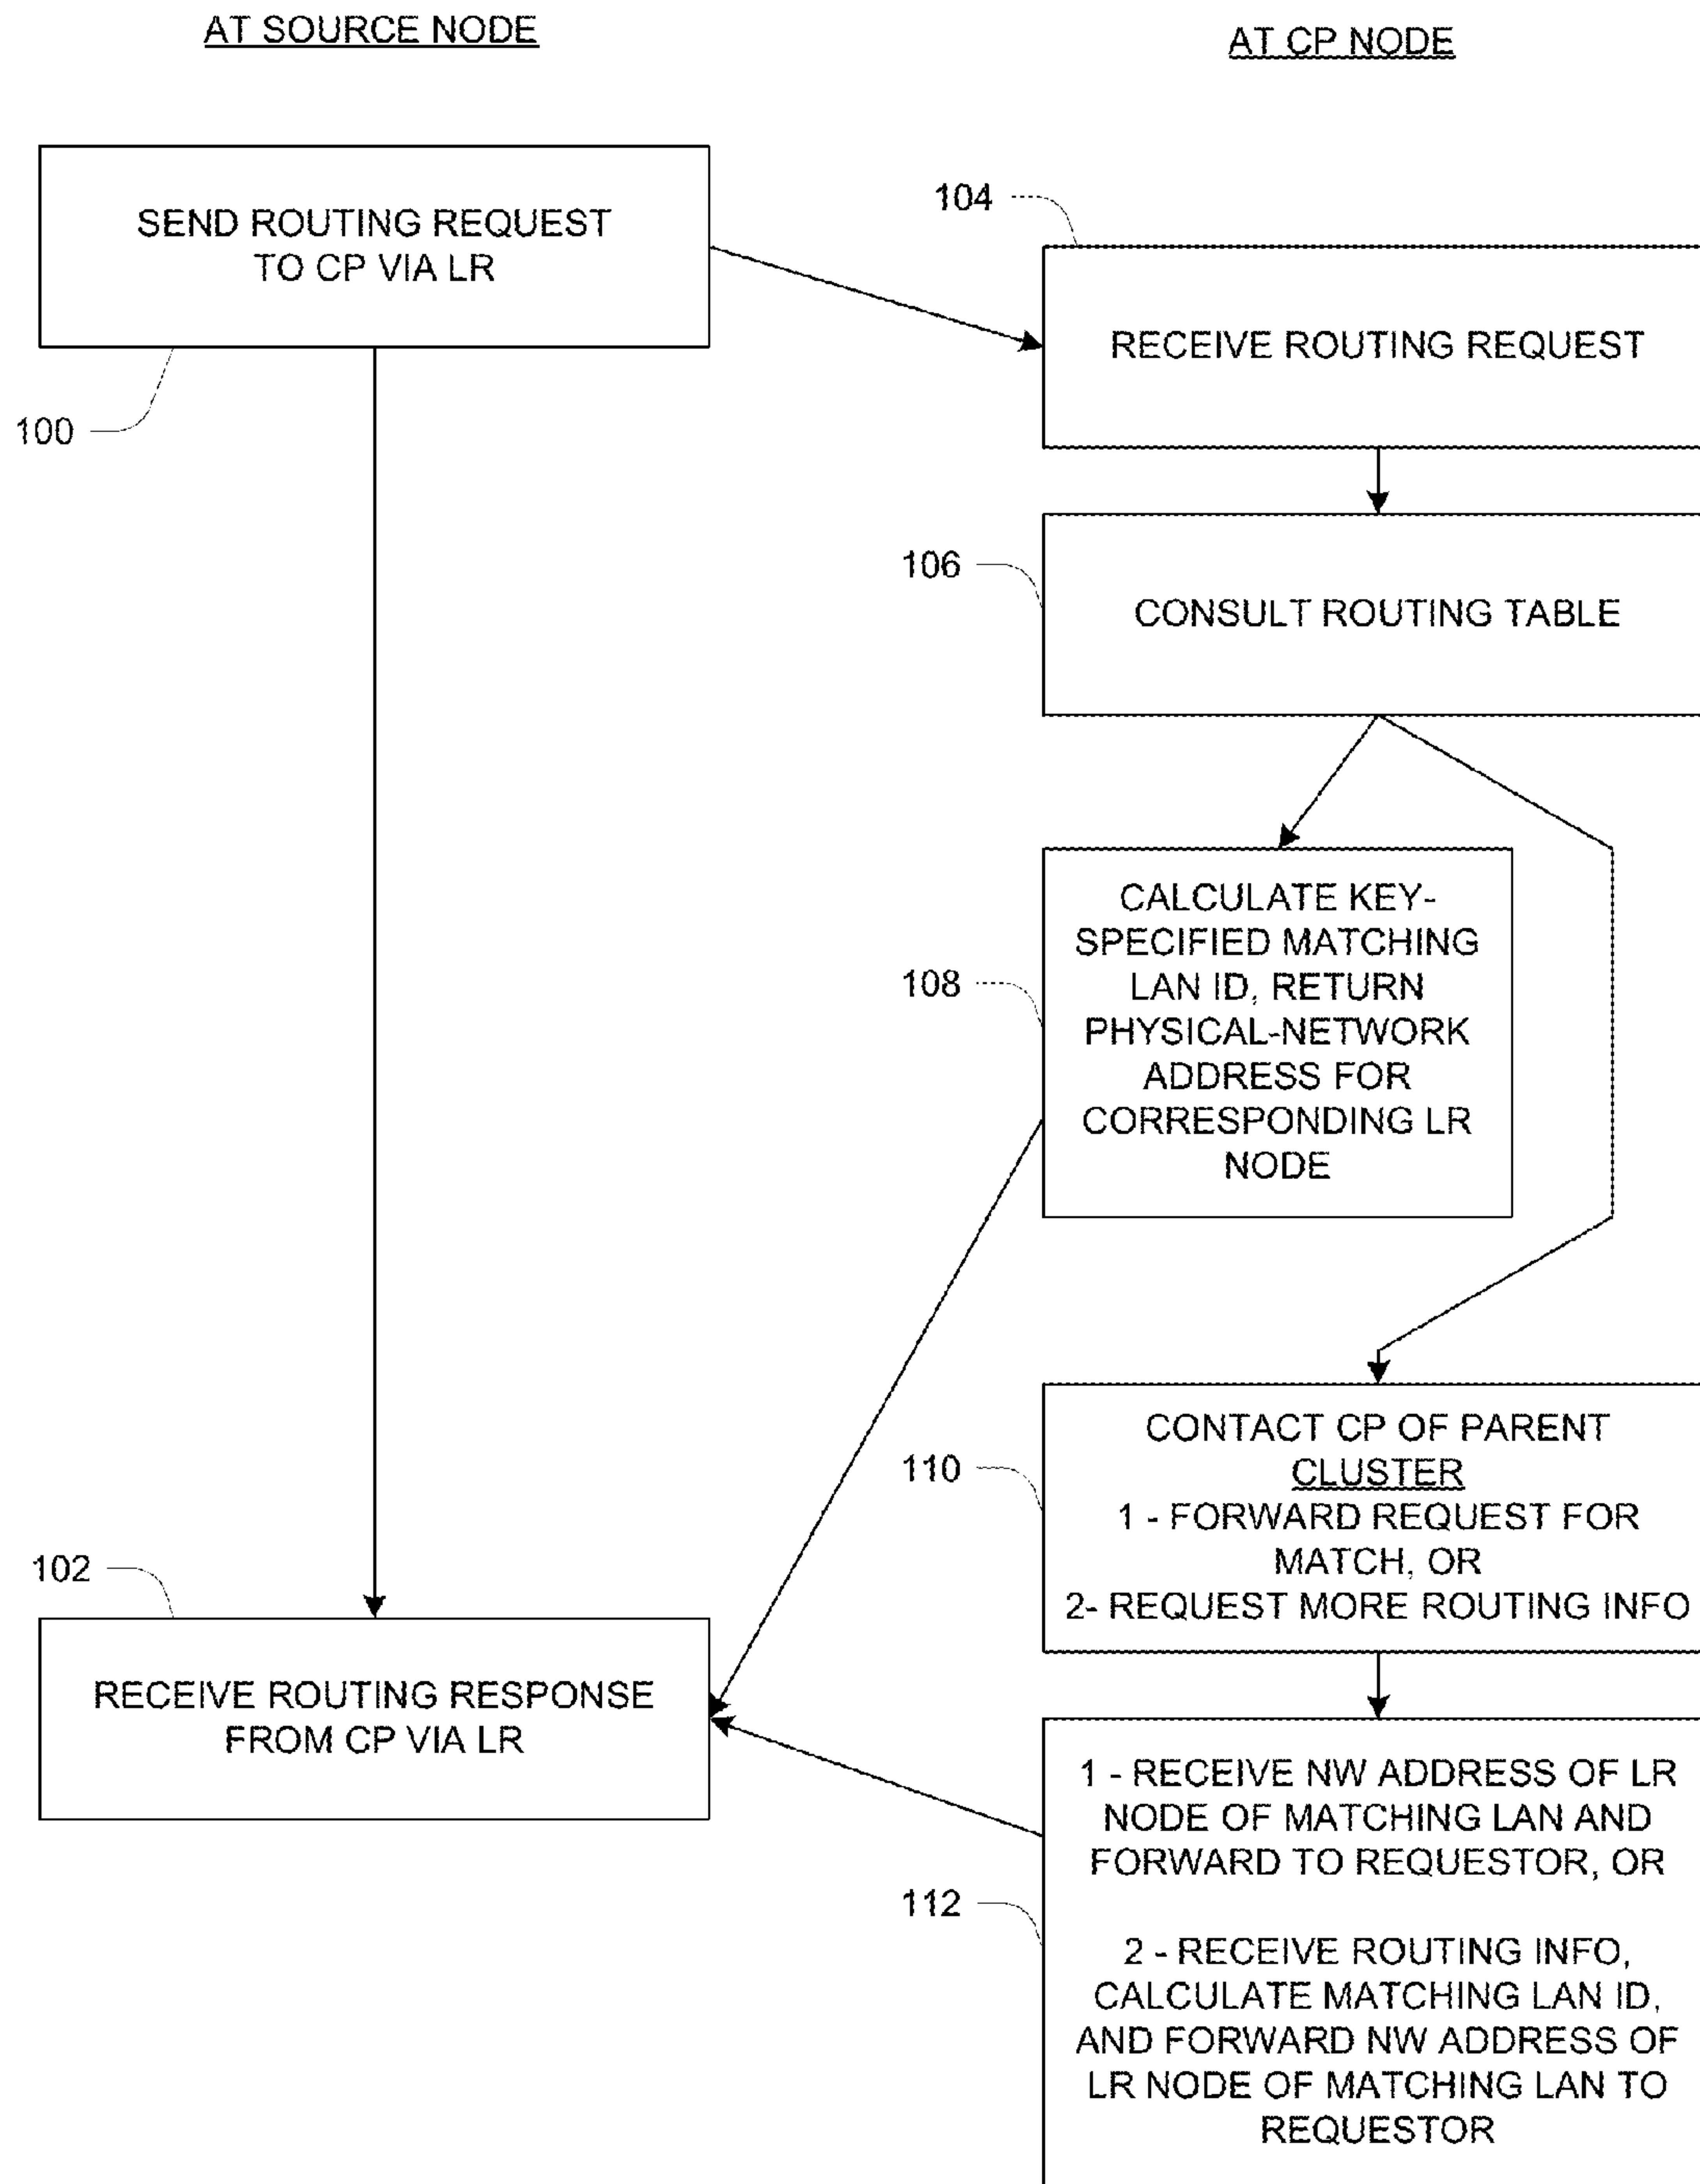 AT SOURCE NODE
AT CP NODE
SEND ROUTING REQUEST
TO CP VIA LR
100
104
RECEIVE ROUTING REQUEST
106
CONSULT ROUTING TABLE
108
CALCULATE KEY-
SPECIFIED MATCHING
LAN ID, RETURN
PHYSICAL-NETWORK
ADDRESS FOR
CORRESPONDING LR
NODE
110
CONTACT CP OF PARENT
CLUSTER
1 - FORWARD REQUEST FOR
MATCH, OR
2- REQUEST MORE ROUTING INFO
102
RECEIVE ROUTING RESPONSE
FROM CP VIA LR
112
1 - RECEIVE NW ADDRESS OF LR
NODE OF MATCHING LAN AND
FORWARD TO REQUESTOR, OR
2 - RECEIVE ROUTING INFO,
CALCULATE MATCHING LAN ID,
AND FORWARD NW ADDRESS OF
LR NODE OF MATCHING LAN TO
REQUESTOR